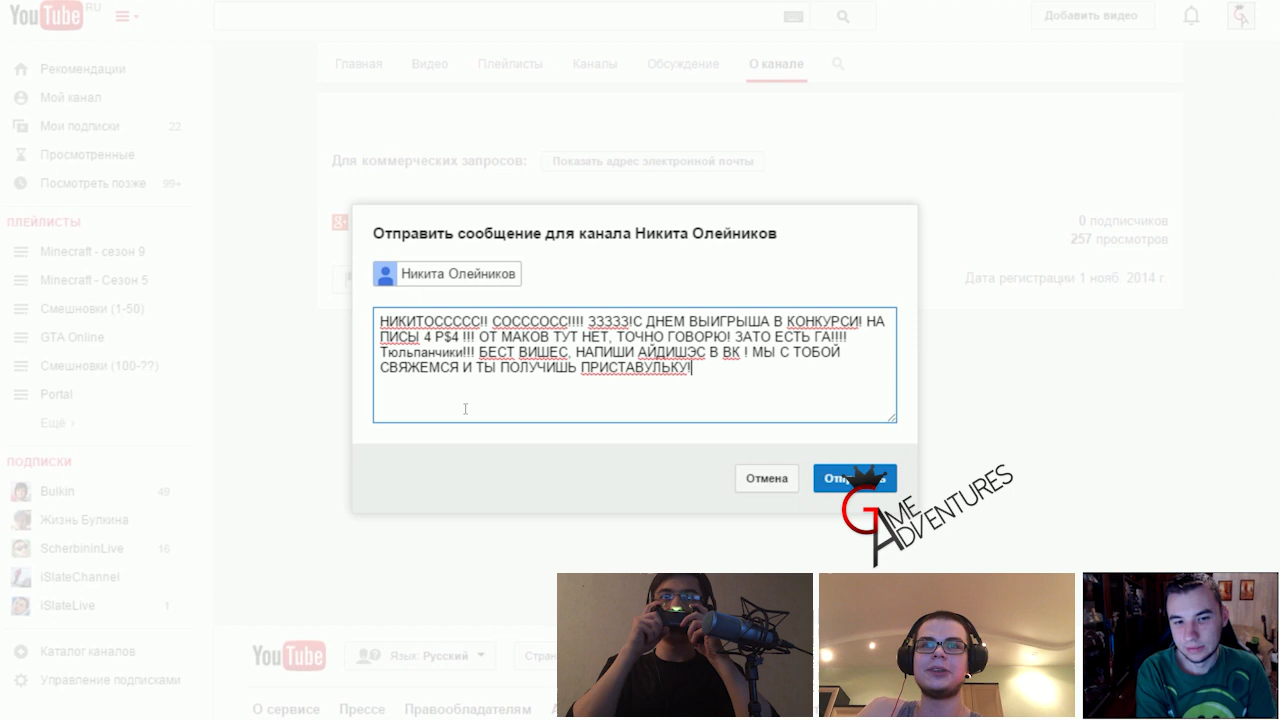 YouTube RU
Добавить видео
Рекомендации
Мой канал
Мои подписки 22
Просмотренные
Посмотреть позже 99+
ПЛЕЙЛИСТЫ
Minecraft - сезон 9
Minecraft - Сезон 5
Смешновки (1-50)
GTA Online
Смешновки (100-??)
Portal
Ещё
ПОДПИСКИ
Bulkin 49
Жизнь Булкина
ScherbininLive 16
iSlateChannel
iSlateLive 1
Каталог каналов
Управление подписками
Главная Видео Плейлисты Каналы Обсуждение О канале
Для коммерческих запросов: Показать адрес электронной почты
0 подписчиков
257 просмотров
Дата регистрации 1 нояб. 2014 г.
Отправить сообщение для канала Никита Олейников
Никита Олейников
НИКИТОССССС!! СОСССОСС!!!! 33333!С ДНЕМ ВЫИГРЫША В КОНКУРСИ! НА
ПИСЫ 4 P$4 !!! ОТ МАКОВ ТУТ НЕТ, ТОЧНО ГОВОРЮ! ЗАТО ЕСТЬ ГА!!!!
Тюльпанчики!!! БЕСТ ВИШЕС, НАПИШИ АЙДИШЭС В ВК ! МЫ С ТОБОЙ
СВЯЖЕМСЯ И ТЫ ПОЛУЧИШЬ ПРИСТАВУЛЬКУ!
Отмена
GAME
ADVENTURES
YouTube
Язык: Русский
Стран
О сервисе Прессе Правообладателям